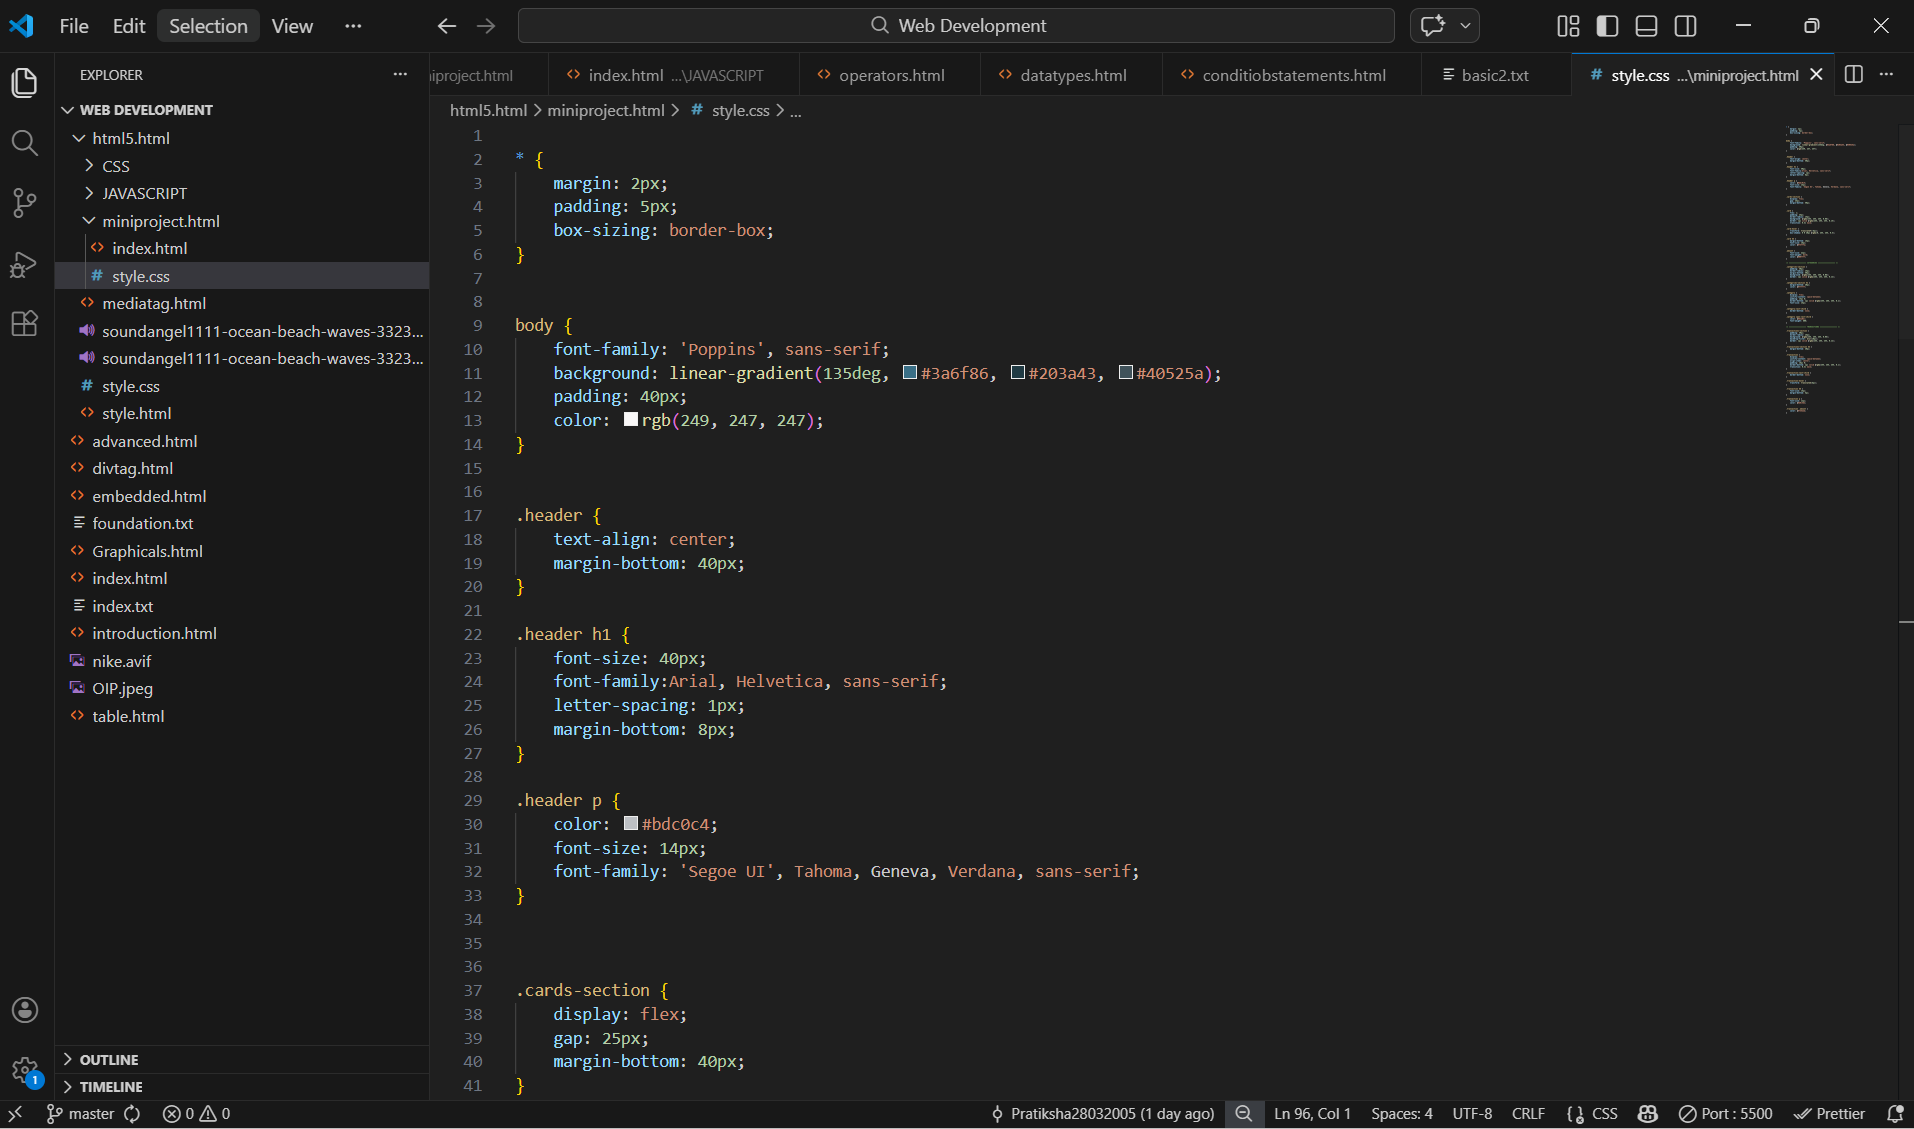 File Edit Selection View ...
Web Development
EXPLORER
iproject.html
index.html ...\JAVASCRIPT
operators.html
datatypes.html
conditiobstatements.html
basic2.txt
style.css ...\miniproject.html
html5.html > miniproject.html > # style.css > ...
WEB DEVELOPMENT
html5.html
CSS
JAVASCRIPT
miniproject.html
index.html
# style.css
mediatag.html
soundangel1111-ocean-beach-waves-3323...
soundangel1111-ocean-beach-waves-3323...
# style.css
style.html
advanced.html
divtag.html
embedded.html
foundation.txt
Graphicals.html
index.html
index.txt
introduction.html
nike.avif
OIP.jpeg
table.html
OUTLINE
TIMELINE
1
2 * {
3 margin: 2px;
4 padding: 5px;
5 box-sizing: border-box;
6 }
7
8
9 body {
10 font-family: 'Poppins', sans-serif;
11 background: linear-gradient(135deg, #3a6f86, #203a43, #40525a);
12 padding: 40px;
13 color: rgb(249, 247, 247);
14 }
15
16
17 .header {
18 text-align: center;
19 margin-bottom: 40px;
20 }
21
22 .header h1 {
23 font-size: 40px;
24 font-family:Arial, Helvetica, sans-serif;
25 letter-spacing: 1px;
26 margin-bottom: 8px;
27 }
28
29 .header p {
30 color: #bdc0c4;
31 font-size: 14px;
32 font-family: 'Segoe UI', Tahoma, Geneva, Verdana, sans-serif;
33 }
34
35
36
37 .cards-section {
38 display: flex;
39 gap: 25px;
40 margin-bottom: 40px;
41 }
1
master 0 0 Pratiksha28032005 (1 day ago) Ln 96, Col 1 Spaces: 4 UTF-8 CRLF {} CSS Port : 5500 Prettier